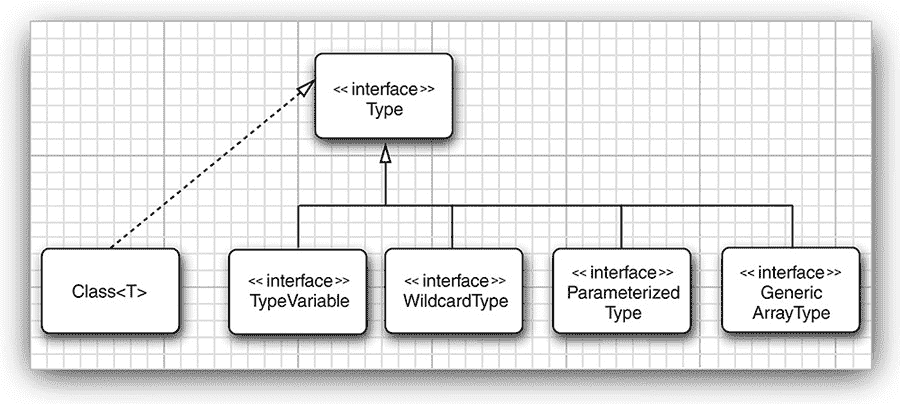 << interface >>
Type
Class<T>
<< interface >>
TypeVariable
<< interface >>
WildcardType
<< interface >>
Parameterized
Type
<< interface >>
Generic
ArrayType